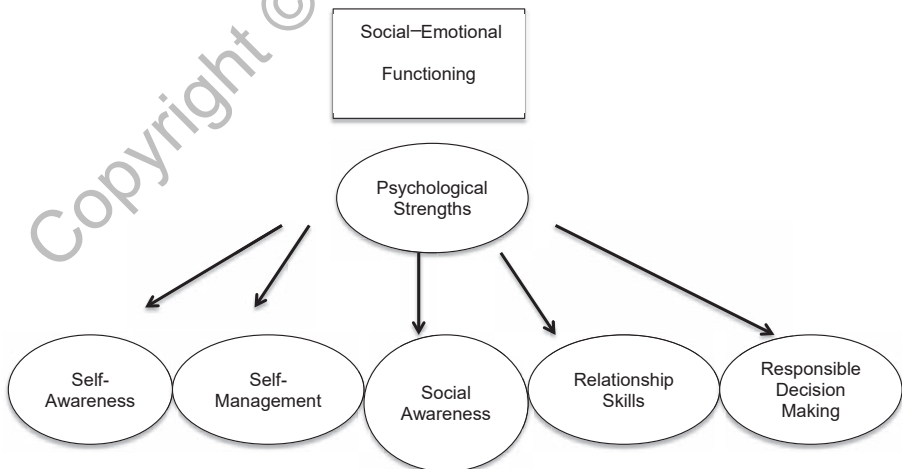 Copyright ©
Social–Emotional
Functioning
Psychological
Strengths
Self-
Awareness
Self-
Management
Social
Awareness
Relationship
Skills
Responsible
Decision
Making